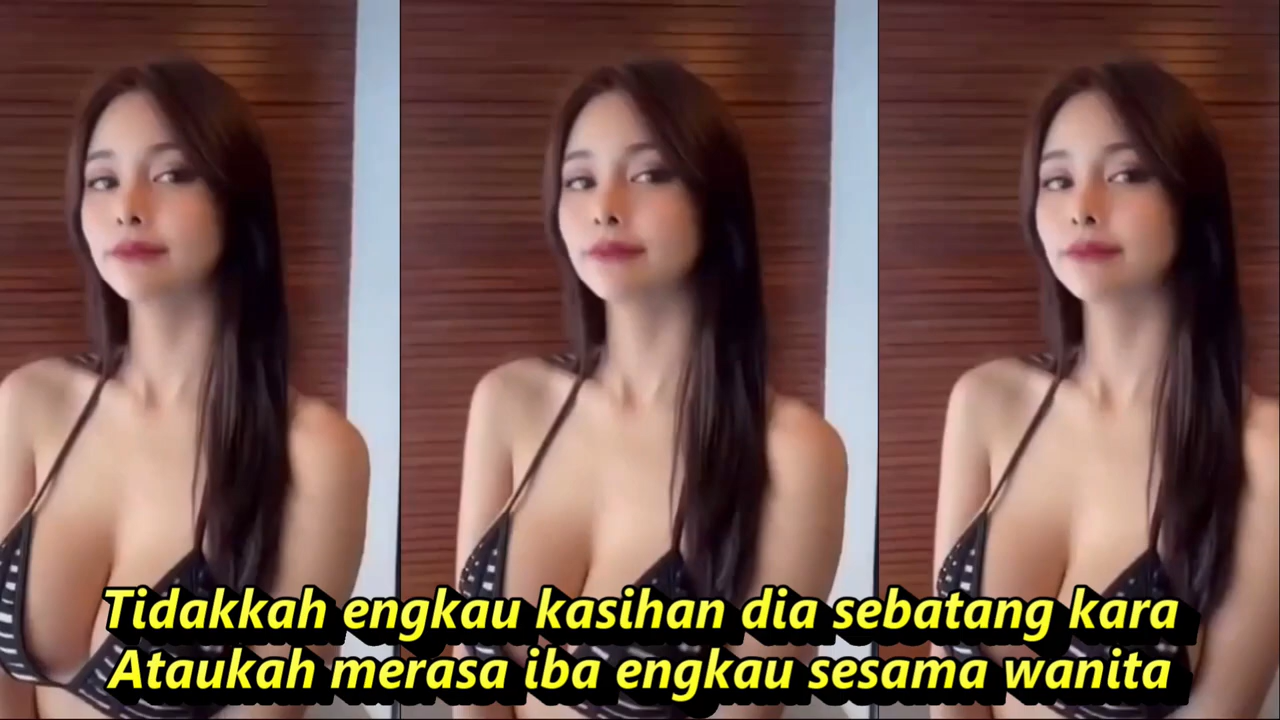 Tidakkah engkau kasihan dia sebatang kara
Ataukah merasa iba engkau sesama wanita